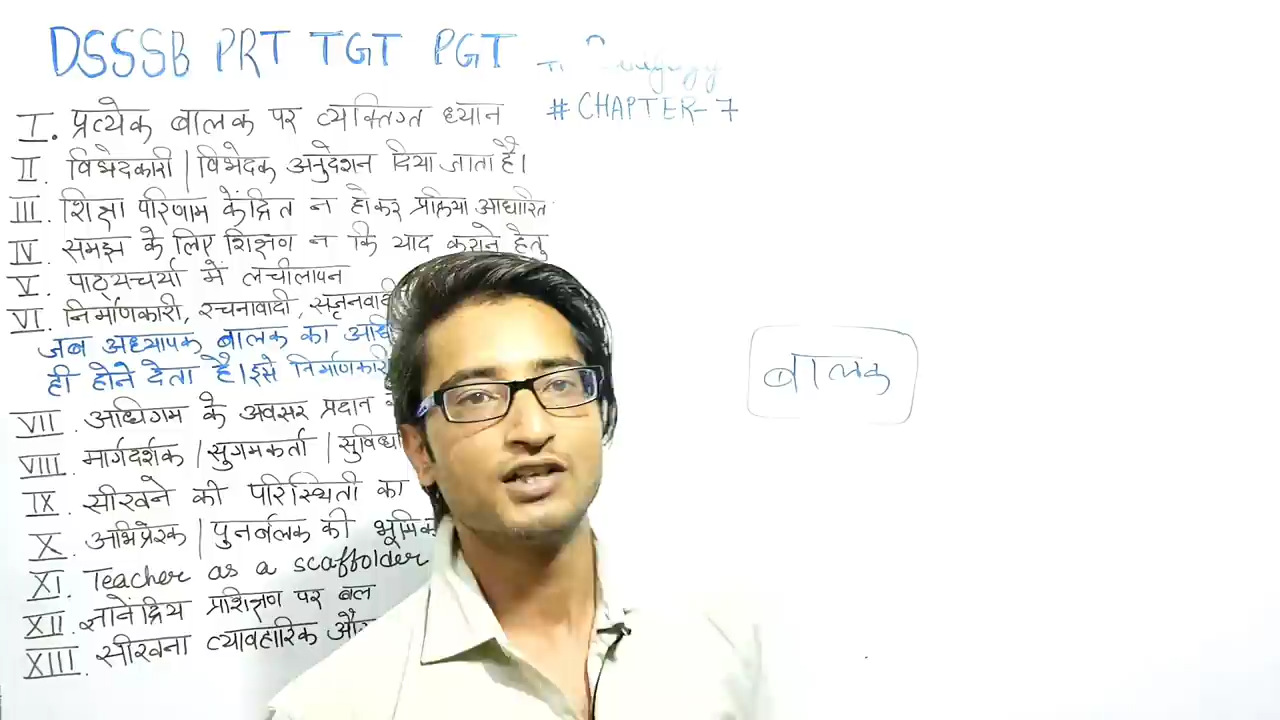 DSSSB PRT TGT PGT
# CHAPTER-7
I. प्रत्येक बालक पर व्यक्तिगत ध्यान
II. विभेदकारी | विभेदक अनुदेशन दिया जाता है।
III. शिक्षा परिणाम केंद्रित न होकर प्रक्रिया आधारित
IV. समझ के लिए शिक्षण न कि याद कराने हेतु
V. पाठ्यचर्या में लचीलापन
VI. निर्माणकारी, रचनावादी, सृजनवादी
जब अध्यापक बालक का
ही होने देता है। इसे निर्माणकारी
VII. अधिगम के अवसर प्रदान
VIII. मार्गदर्शक | सुगमकर्ता |
IX. सीखने की परिस्थिती का
X. अभिप्रेरक | पुनर्बलक की
XI. Teacher as a scaffolder
XII. ज्ञानेंद्रिय प्रशिक्षण पर बल
XIII. सीखना व्यावहारिक
बालक